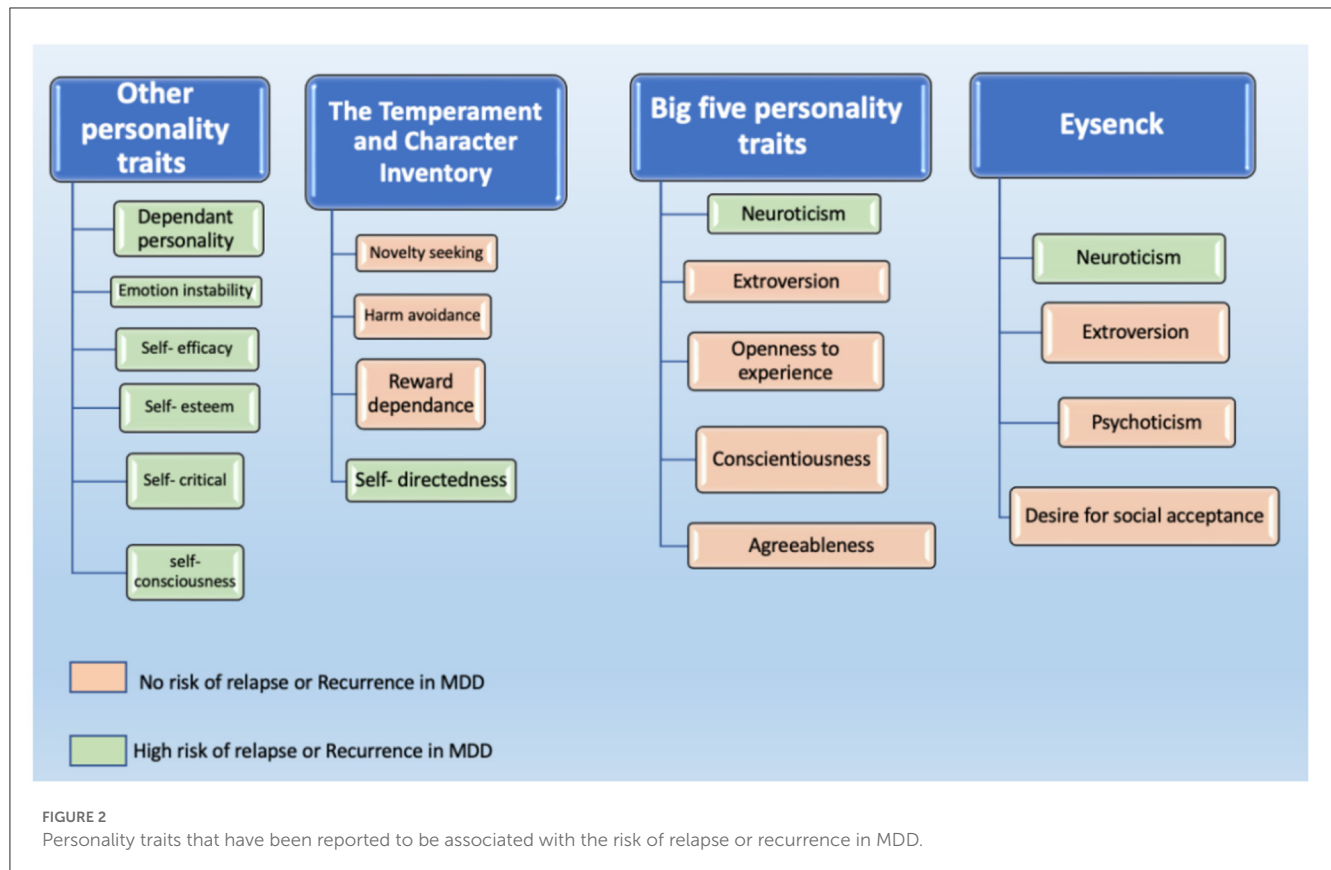 Other
personality
traits
Dependant
personality
Emotion instability
Self- efficacy
Self- esteem
Self- critical
self-
consciousness
The Temperament
and Character
Inventory
Novelty seeking
Harm avoidance
Reward
dependance
Self- directedness
Big five personality
traits
Neuroticism
Extroversion
Openness to
experience
Conscientiousness
Agreeableness
Eysenck
Neuroticism
Extroversion
Psychoticism
Desire for social acceptance
No risk of relapse or Recurrence in MDD
High risk of relapse or Recurrence in MDD
FIGURE 2
Personality traits that have been reported to be associated with the risk of relapse or recurrence in MDD.